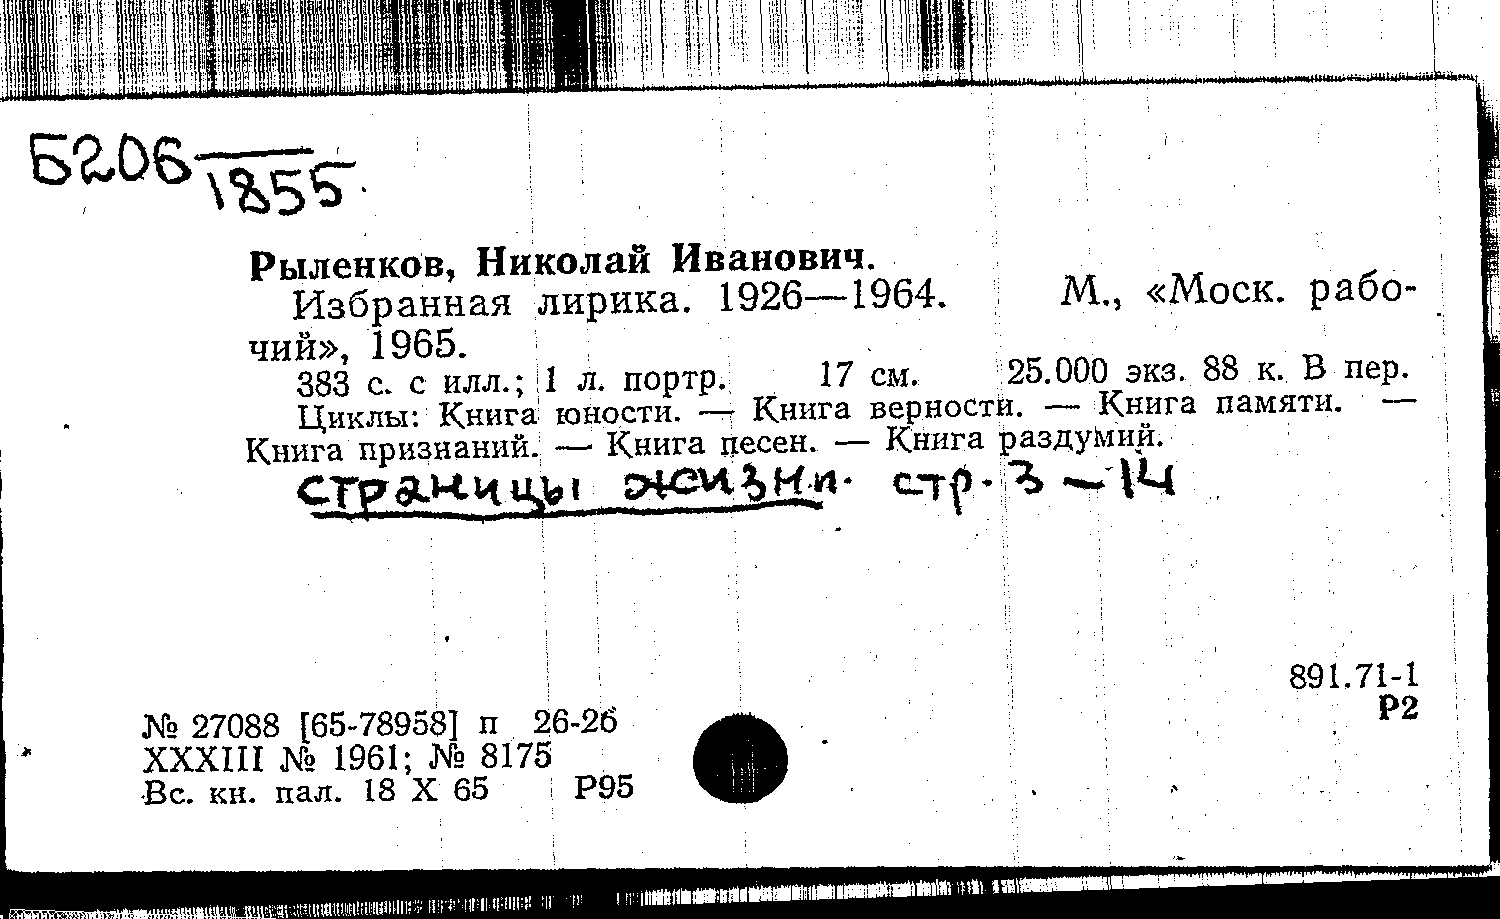 Б206
1855
Рыленков, Николай Иванович.
Избранная лирика. 1926—1964. М., «Моск. рабо-
чий», 1965.
383 с. с илл.; 1 л. портр. 17 см. 25.000 экз. 88 к. В пер.
Циклы: Книга юности. — Книга верности. — Книга памяти. —
Книга признаний. — Книга песен. — Книга раздумий.
страницы жизни. стр. 3 – 14
891.71-1
Р2
№ 27088 [65-78958] п 26-26
XXXIII № 1961; № 8175
Вс. кн. пал. 18 X 65 Р95